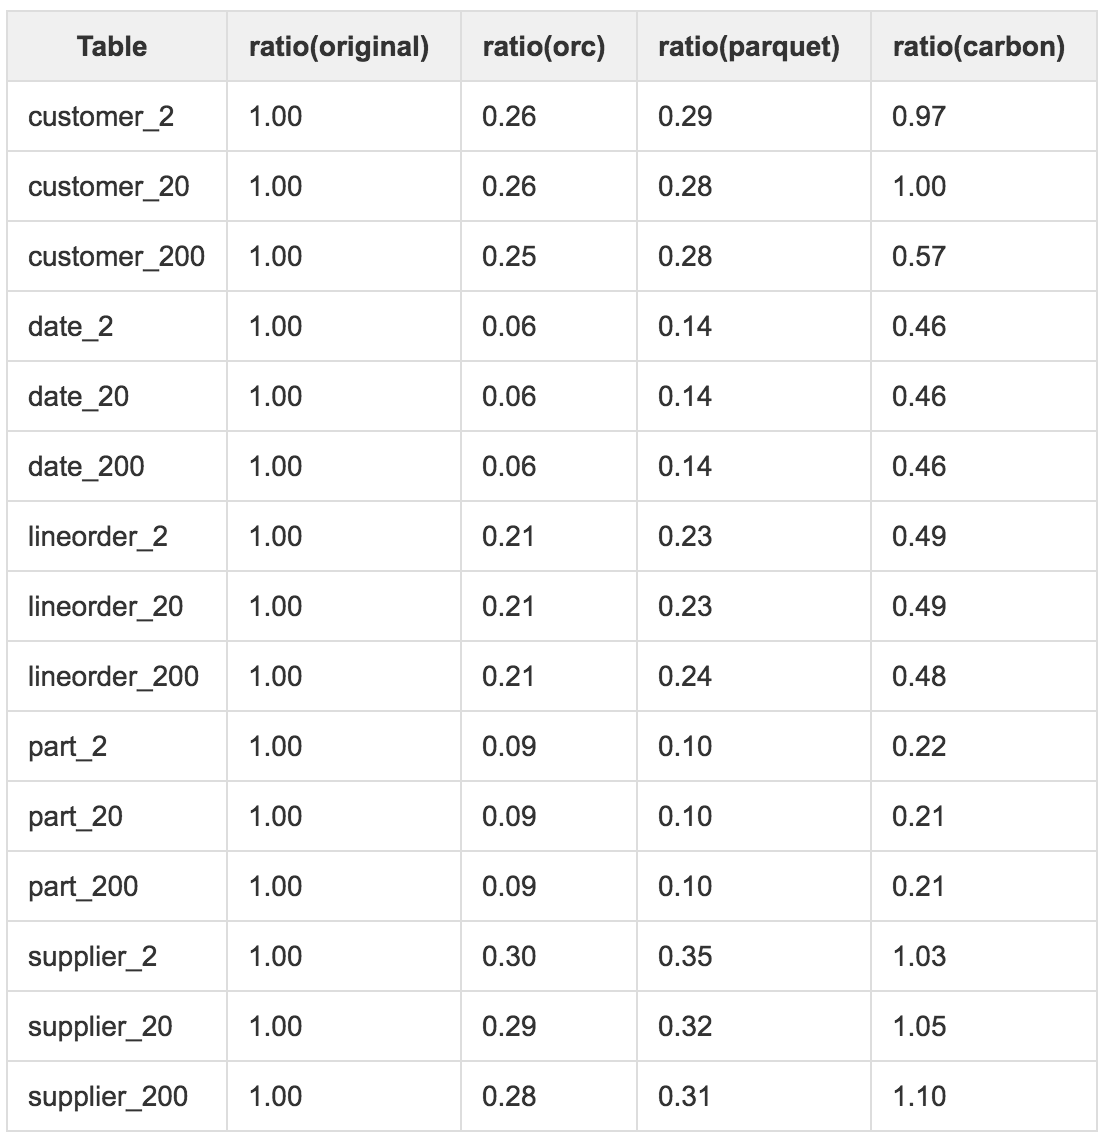 Table ratio(original) ratio(orc) ratio(parquet) ratio(carbon)
customer_2 1.00 0.26 0.29 0.97
customer_20 1.00 0.26 0.28 1.00
customer_200 1.00 0.25 0.28 0.57
date_2 1.00 0.06 0.14 0.46
date_20 1.00 0.06 0.14 0.46
date_200 1.00 0.06 0.14 0.46
lineorder_2 1.00 0.21 0.23 0.49
lineorder_20 1.00 0.21 0.23 0.49
lineorder_200 1.00 0.21 0.24 0.48
part_2 1.00 0.09 0.10 0.22
part_20 1.00 0.09 0.10 0.21
part_200 1.00 0.09 0.10 0.21
supplier_2 1.00 0.30 0.35 1.03
supplier_20 1.00 0.29 0.32 1.05
supplier_200 1.00 0.28 0.31 1.10